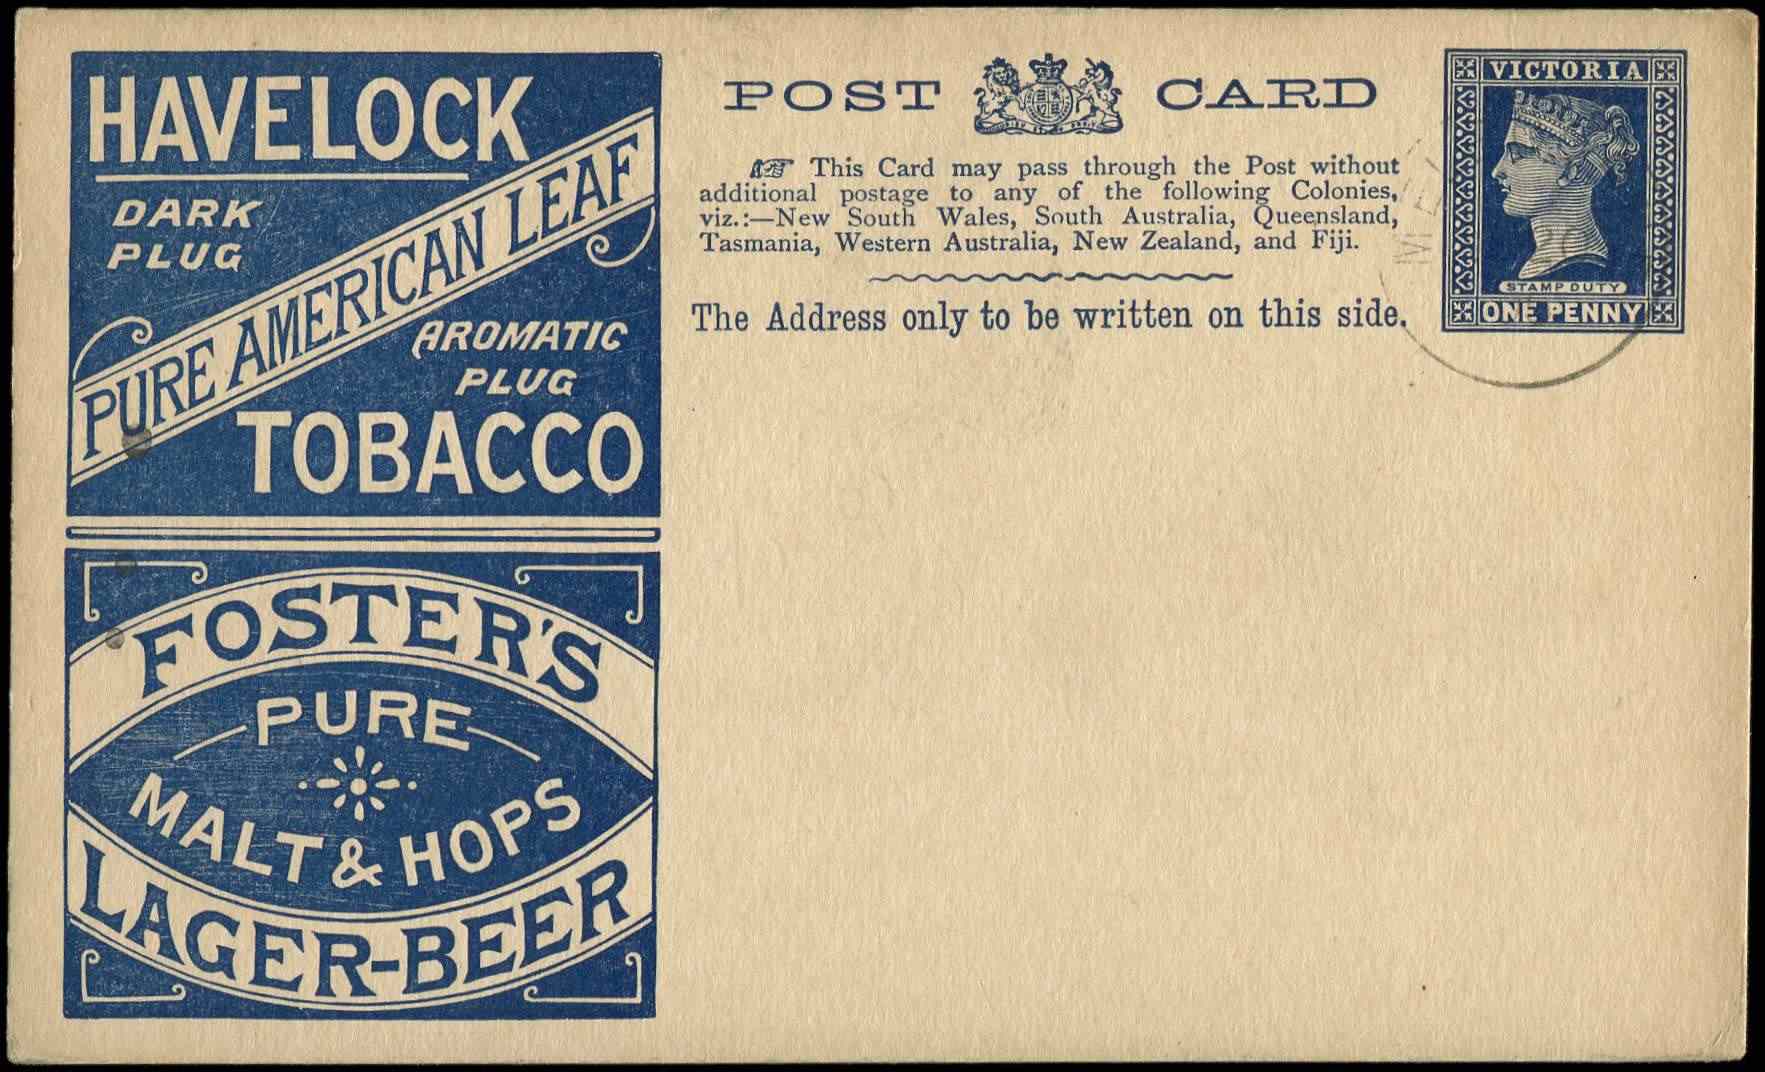 HAVELOCK
DARK
PLUG
PURE AMERICAN LEAF
AROMATIC
PLUG
TOBACCO
FOSTER'S
PURE
MALT & HOPS
LAGER-BEER
POST CARD
☞ This Card may pass through the Post without
additional postage to any of the following Colonies,
viz.:—New South Wales, South Australia, Queensland,
Tasmania, Western Australia, New Zealand, and Fiji.
The Address only to be written on this side.
VICTORIA
STAMP DUTY
ONE PENNY